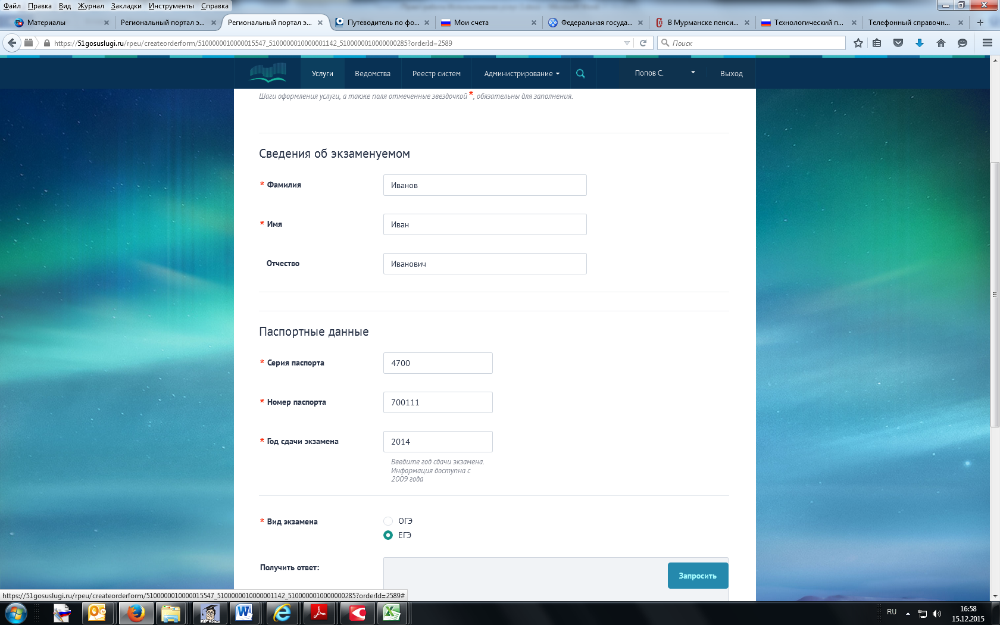 Файл Правка Вид Журнал Закладки Инструменты Справка
Материалы Региональный портал э... Региональный портал э... Путеводитель по фо... Мои счета Федеральная госуда... В Мурманске пенси... Технологический п... Телефонный справочн...
https://51gosuslugi.ru/rpeu/createorderform/5100000010000015547_5100000010000001142_5100000010000000285?orderId=2589 Поиск
Услуги Ведомства Реестр систем Администрирование Попов С. Выход
Шаги оформления услуги, а также поля отмеченные звездочкой *, обязательны для заполнения.
Сведения об экзаменуемом
* Фамилия Иванов
* Имя Иван
Отчество Иванович
Паспортные данные
* Серия паспорта 4700
* Номер паспорта 700111
* Год сдачи экзамена 2014
Введите год сдачи экзамена.
Информация доступна с
2009 года
* Вид экзамена ОГЭ
ЕГЭ
Получить ответ: Запросить
https://51gosuslugi.ru/rpeu/createorderform/5100000010000015547_5100000010000001142_5100000010000000285?orderId=2589#
RU 16:58
15.12.2015